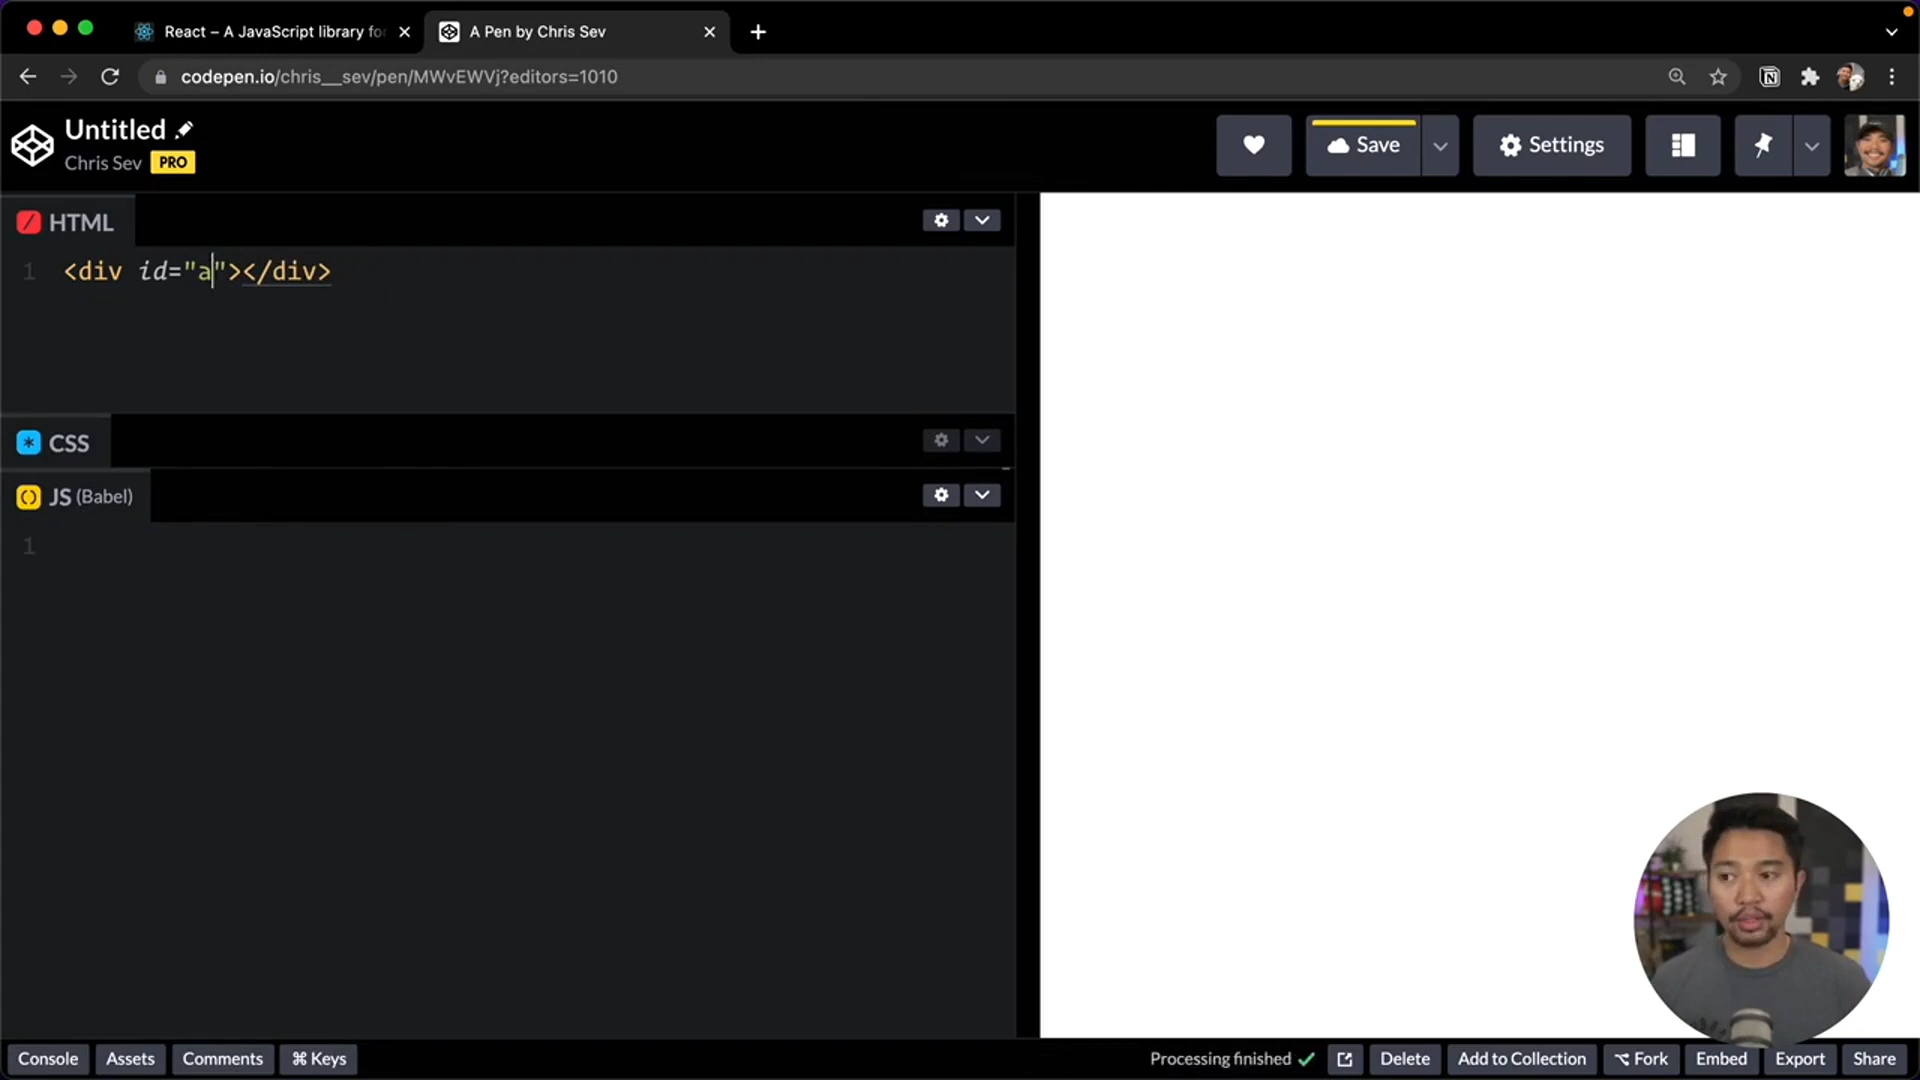 React – A JavaScript library for
A Pen by Chris Sev
codepen.io/chris__sev/pen/MWvEWVj?editors=1010
Untitled
Chris Sev PRO
Save
Settings
HTML
1 <div id="a"></div>
CSS
JS (Babel)
1
Console
Assets
Comments
⌘ Keys
Processing finished
Delete
Add to Collection
Fork
Embed
Export
Share